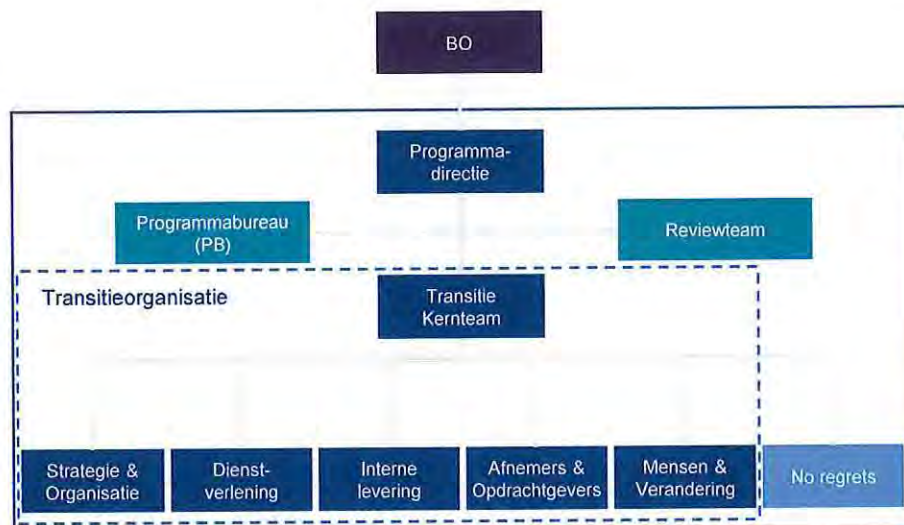 BO
Programma-
directie
Programmabureau
(PB)
Reviewteam
Transitieorganisatie
Transitie
Kernteam
Strategie &
Organisatie
Dienst-
verlening
Interne
levering
Afnemers &
Opdrachtgevers
Mensen &
Verandering
No regrets